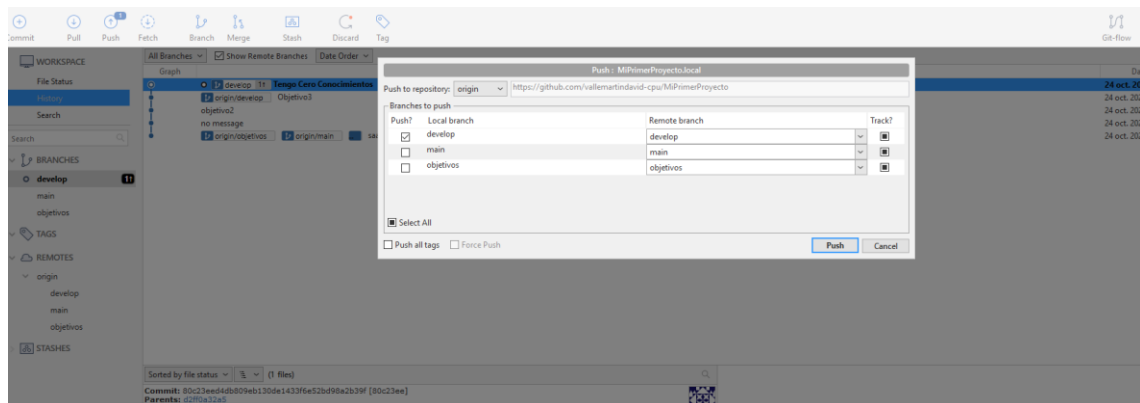 Commit Pull Push 1 Fetch Branch Merge Stash Discard Tag Git-flow
WORKSPACE
File Status
History
Search
Search
BRANCHES
develop 1↑
main
objetivos
TAGS
REMOTES
origin
develop
main
objetivos
STASHES
All Branches Show Remote Branches Date Order
Graph
develop 1↑ Tengo Cero Conocimientos
origin/develop Objetivo3
objetivo2
no message
origin/objetivos origin/main
24 oct. 20
24 oct. 20
24 oct. 20
24 oct. 20
24 oct. 20
Push : MiPrimerProyectoJocal
Push to repository: origin https://github.com/vallemartindavid-cpu/MiPrimerProyecto
Branches to push
Push? Local branch Remote branch Track?
develop develop
main main
objetivos objetivos
Select All
Push all tags Force Push Push Cancel
Sorted by file status (1 files)
Commit: 80c23eed4db809eb130de1433f6e52bd98a2b39f [80c23ee]
Parents: d2ff0a32a5